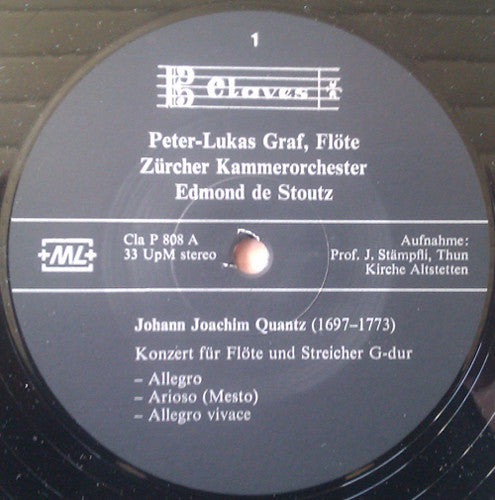 1
Claves
Peter-Lukas Graf, Flöte
Zürcher Kammerorchester
Edmond de Stoutz
+ML+
Cla P 808 A
33 UpM stereo
Aufnahme:
Prof. J. Stämpfli, Thun
Kirche Altstetten
Johann Joachim Quantz (1697–1773)
Konzert für Flöte und Streicher G-dur
– Allegro
– Arioso (Mesto)
– Allegro vivace